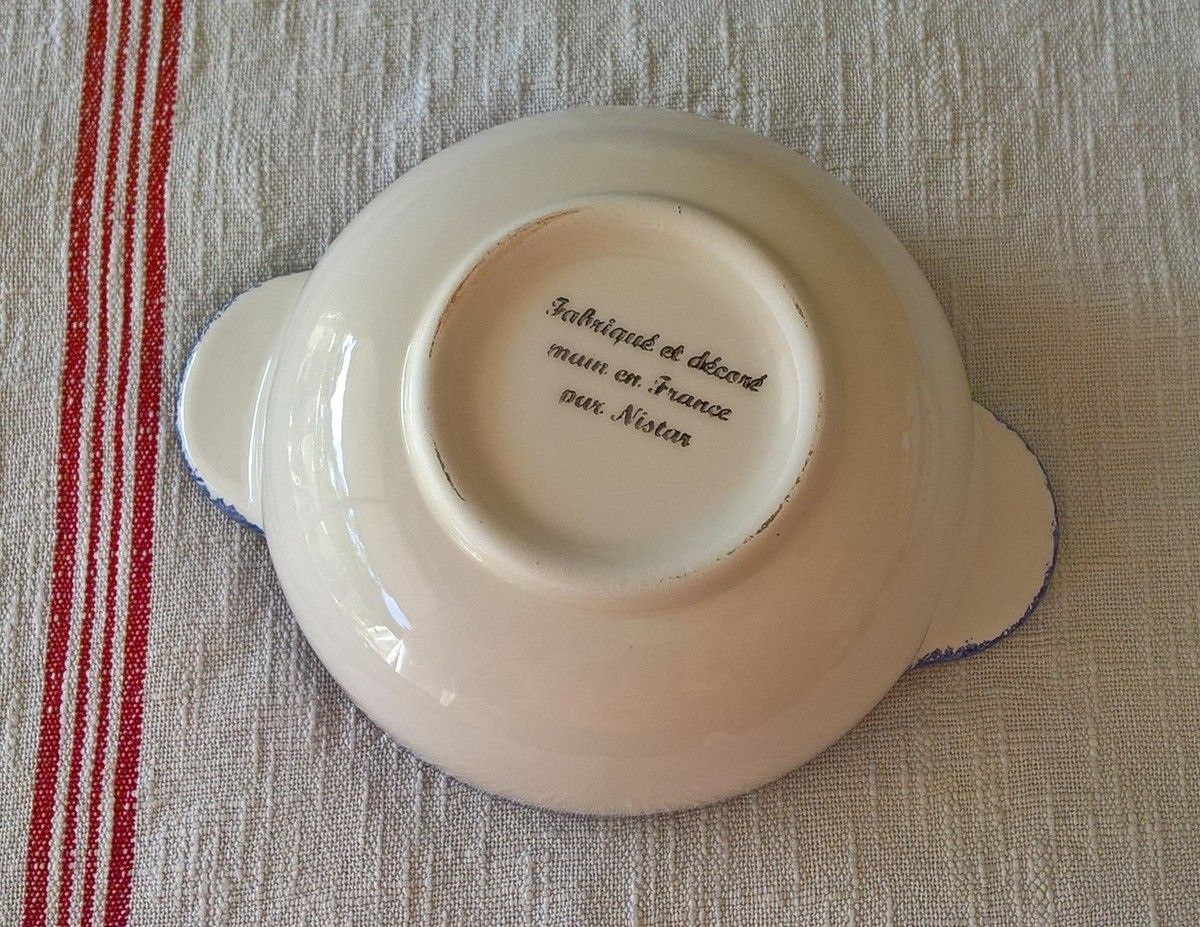 Fabriqué et décoré
main en France
par Nistar